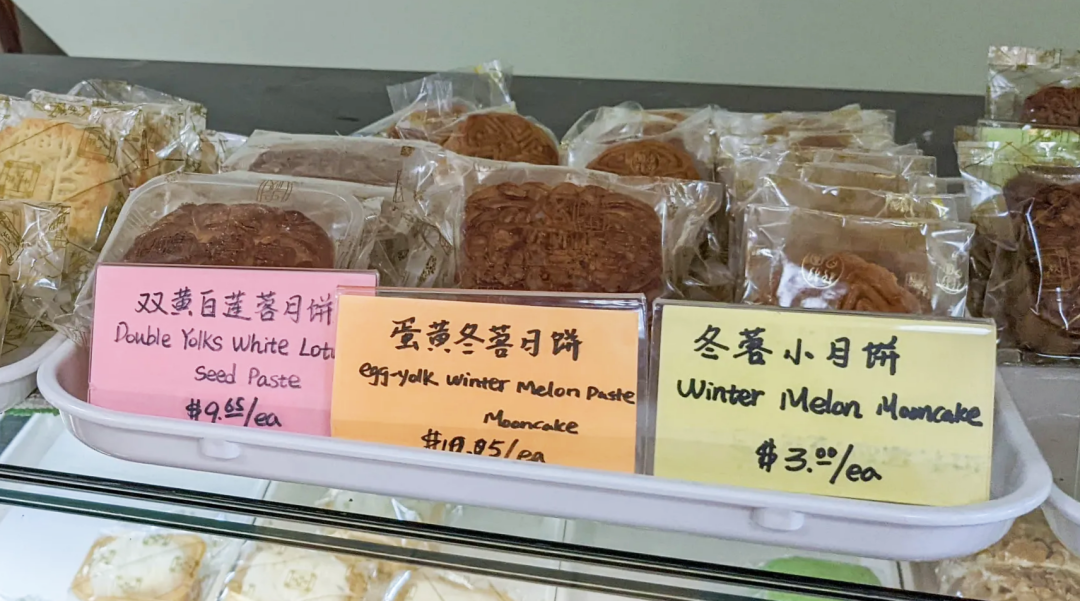 双黄白莲蓉月饼
Double Yolks White Lotu
Seed Paste
$9.65/ea
蛋黄冬蓉月饼
egg-yolk winter Melon Paste
Mooncake
$10.85/ea
冬蓉小月饼
Winter Melon Mooncake
$3.00/ea